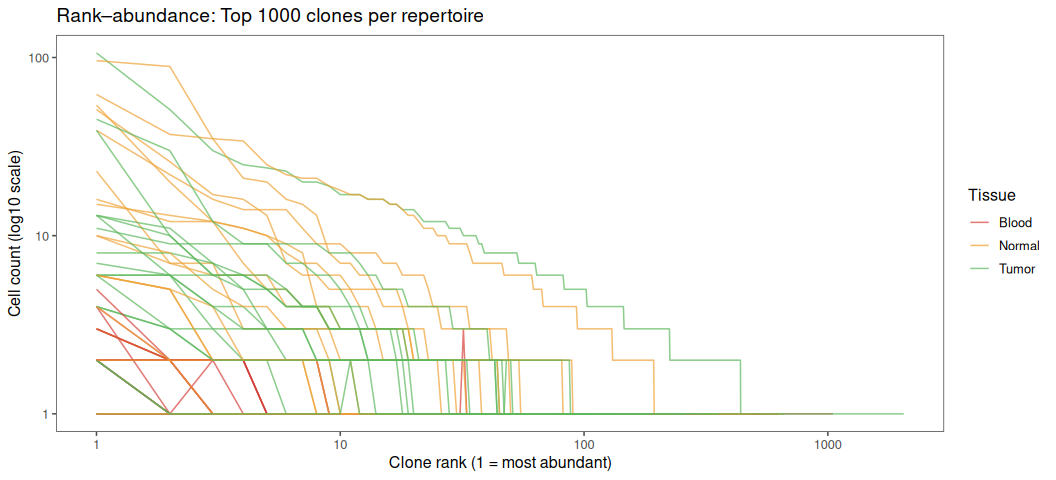 Rank–abundance: Top 1000 clones per repertoire
Cell count (log10 scale)
100
10
1
1
10
100
1000
Clone rank (1 = most abundant)
Tissue
Blood
Normal
Tumor